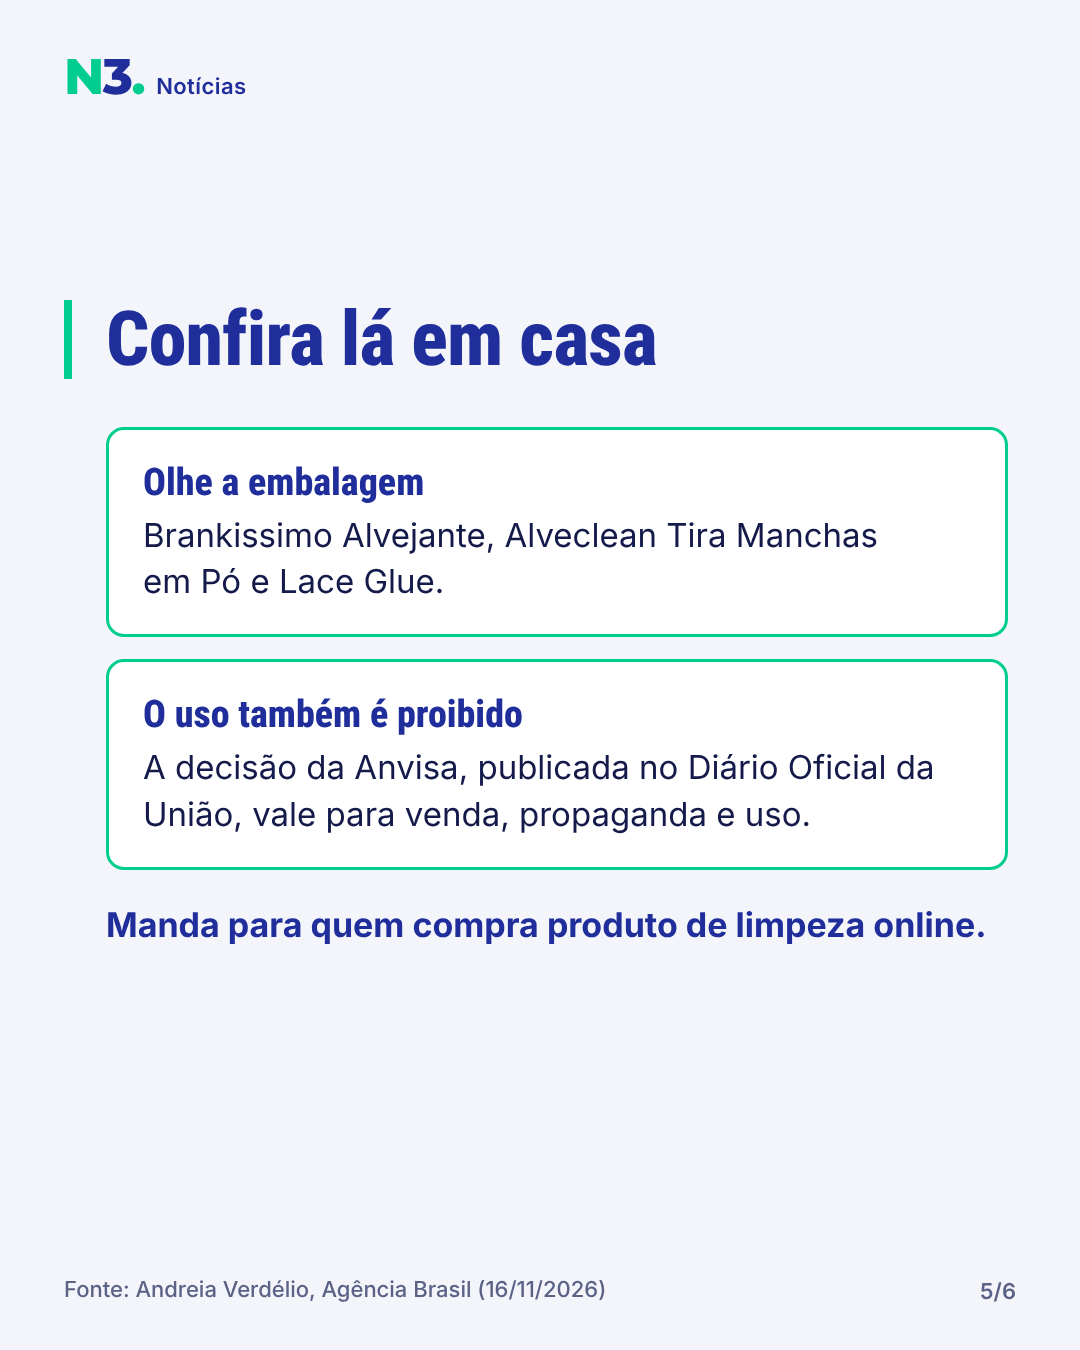 N3. Notícias
Confira lá em casa
Olhe a embalagem
Brankissimo Alvejante, Alveclean Tira Manchas
em Pó e Lace Glue.
O uso também é proibido
A decisão da Anvisa, publicada no Diário Oficial da
União, vale para venda, propaganda e uso.
Manda para quem compra produto de limpeza online.
Fonte: Andreia Verdélio, Agência Brasil (16/11/2026)
5/6